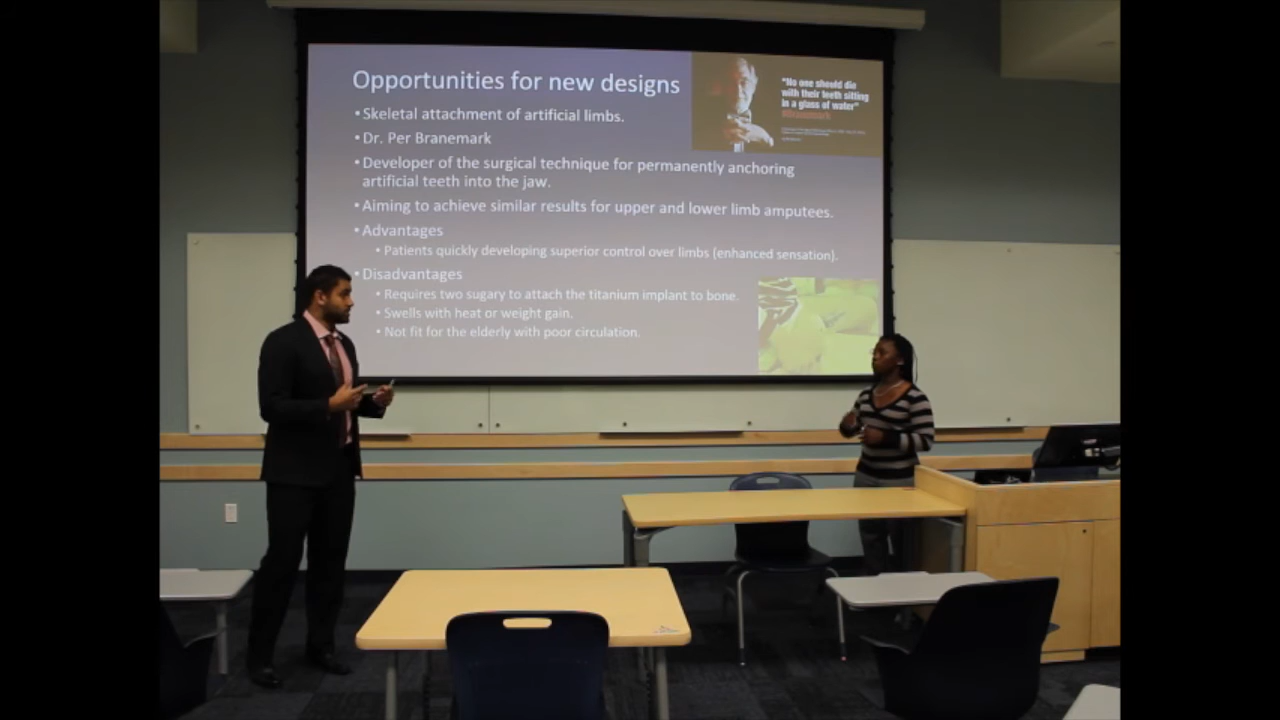 Opportunities for new designs
• Skeletal attachment of artificial limbs.
• Dr. Per Branemark
• Developer of the surgical technique for permanently anchoring
artificial teeth into the jaw.
• Aiming to achieve similar results for upper and lower limb amputees.
• Advantages
• Patients quickly developing superior control over limbs (enhanced sensation).
• Disadvantages
• Requires two sugary to attach the titanium implant to bone.
• Swells with heat or weight gain.
• Not fit for the elderly with poor circulation.
"No one should die
with their teeth sitting
in a glass of water"